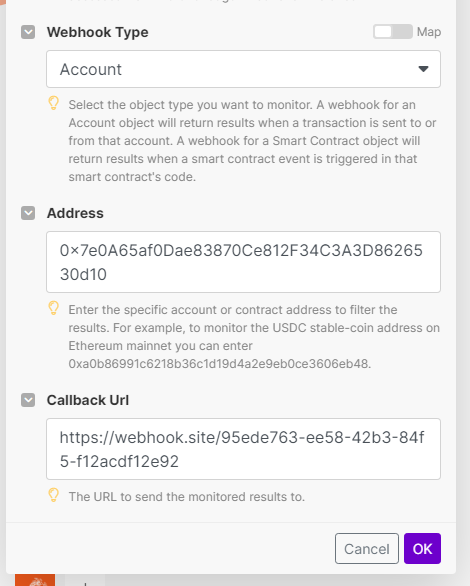 Webhook Type
Map
Account
Select the object type you want to monitor. A webhook for an
Account object will return results when a transaction is sent to or
from that account. A webhook for a Smart Contract object will
return results when a smart contract event is triggered in that
smart contract's code.
Address
0x7e0A65af0Dae83870Ce812F34C3A3D86265
30d10
Enter the specific account or contract address to filter the
results. For example, to monitor the USDC stable-coin address on
Ethereum mainnet you can enter
0xa0b86991c6218b36c1d19d4a2e9eb0ce3606eb48.
Callback Url
https://webhook.site/95ede763-ee58-42b3-84f
5-f12acdf12e92
The URL to send the monitored results to.
Cancel
OK